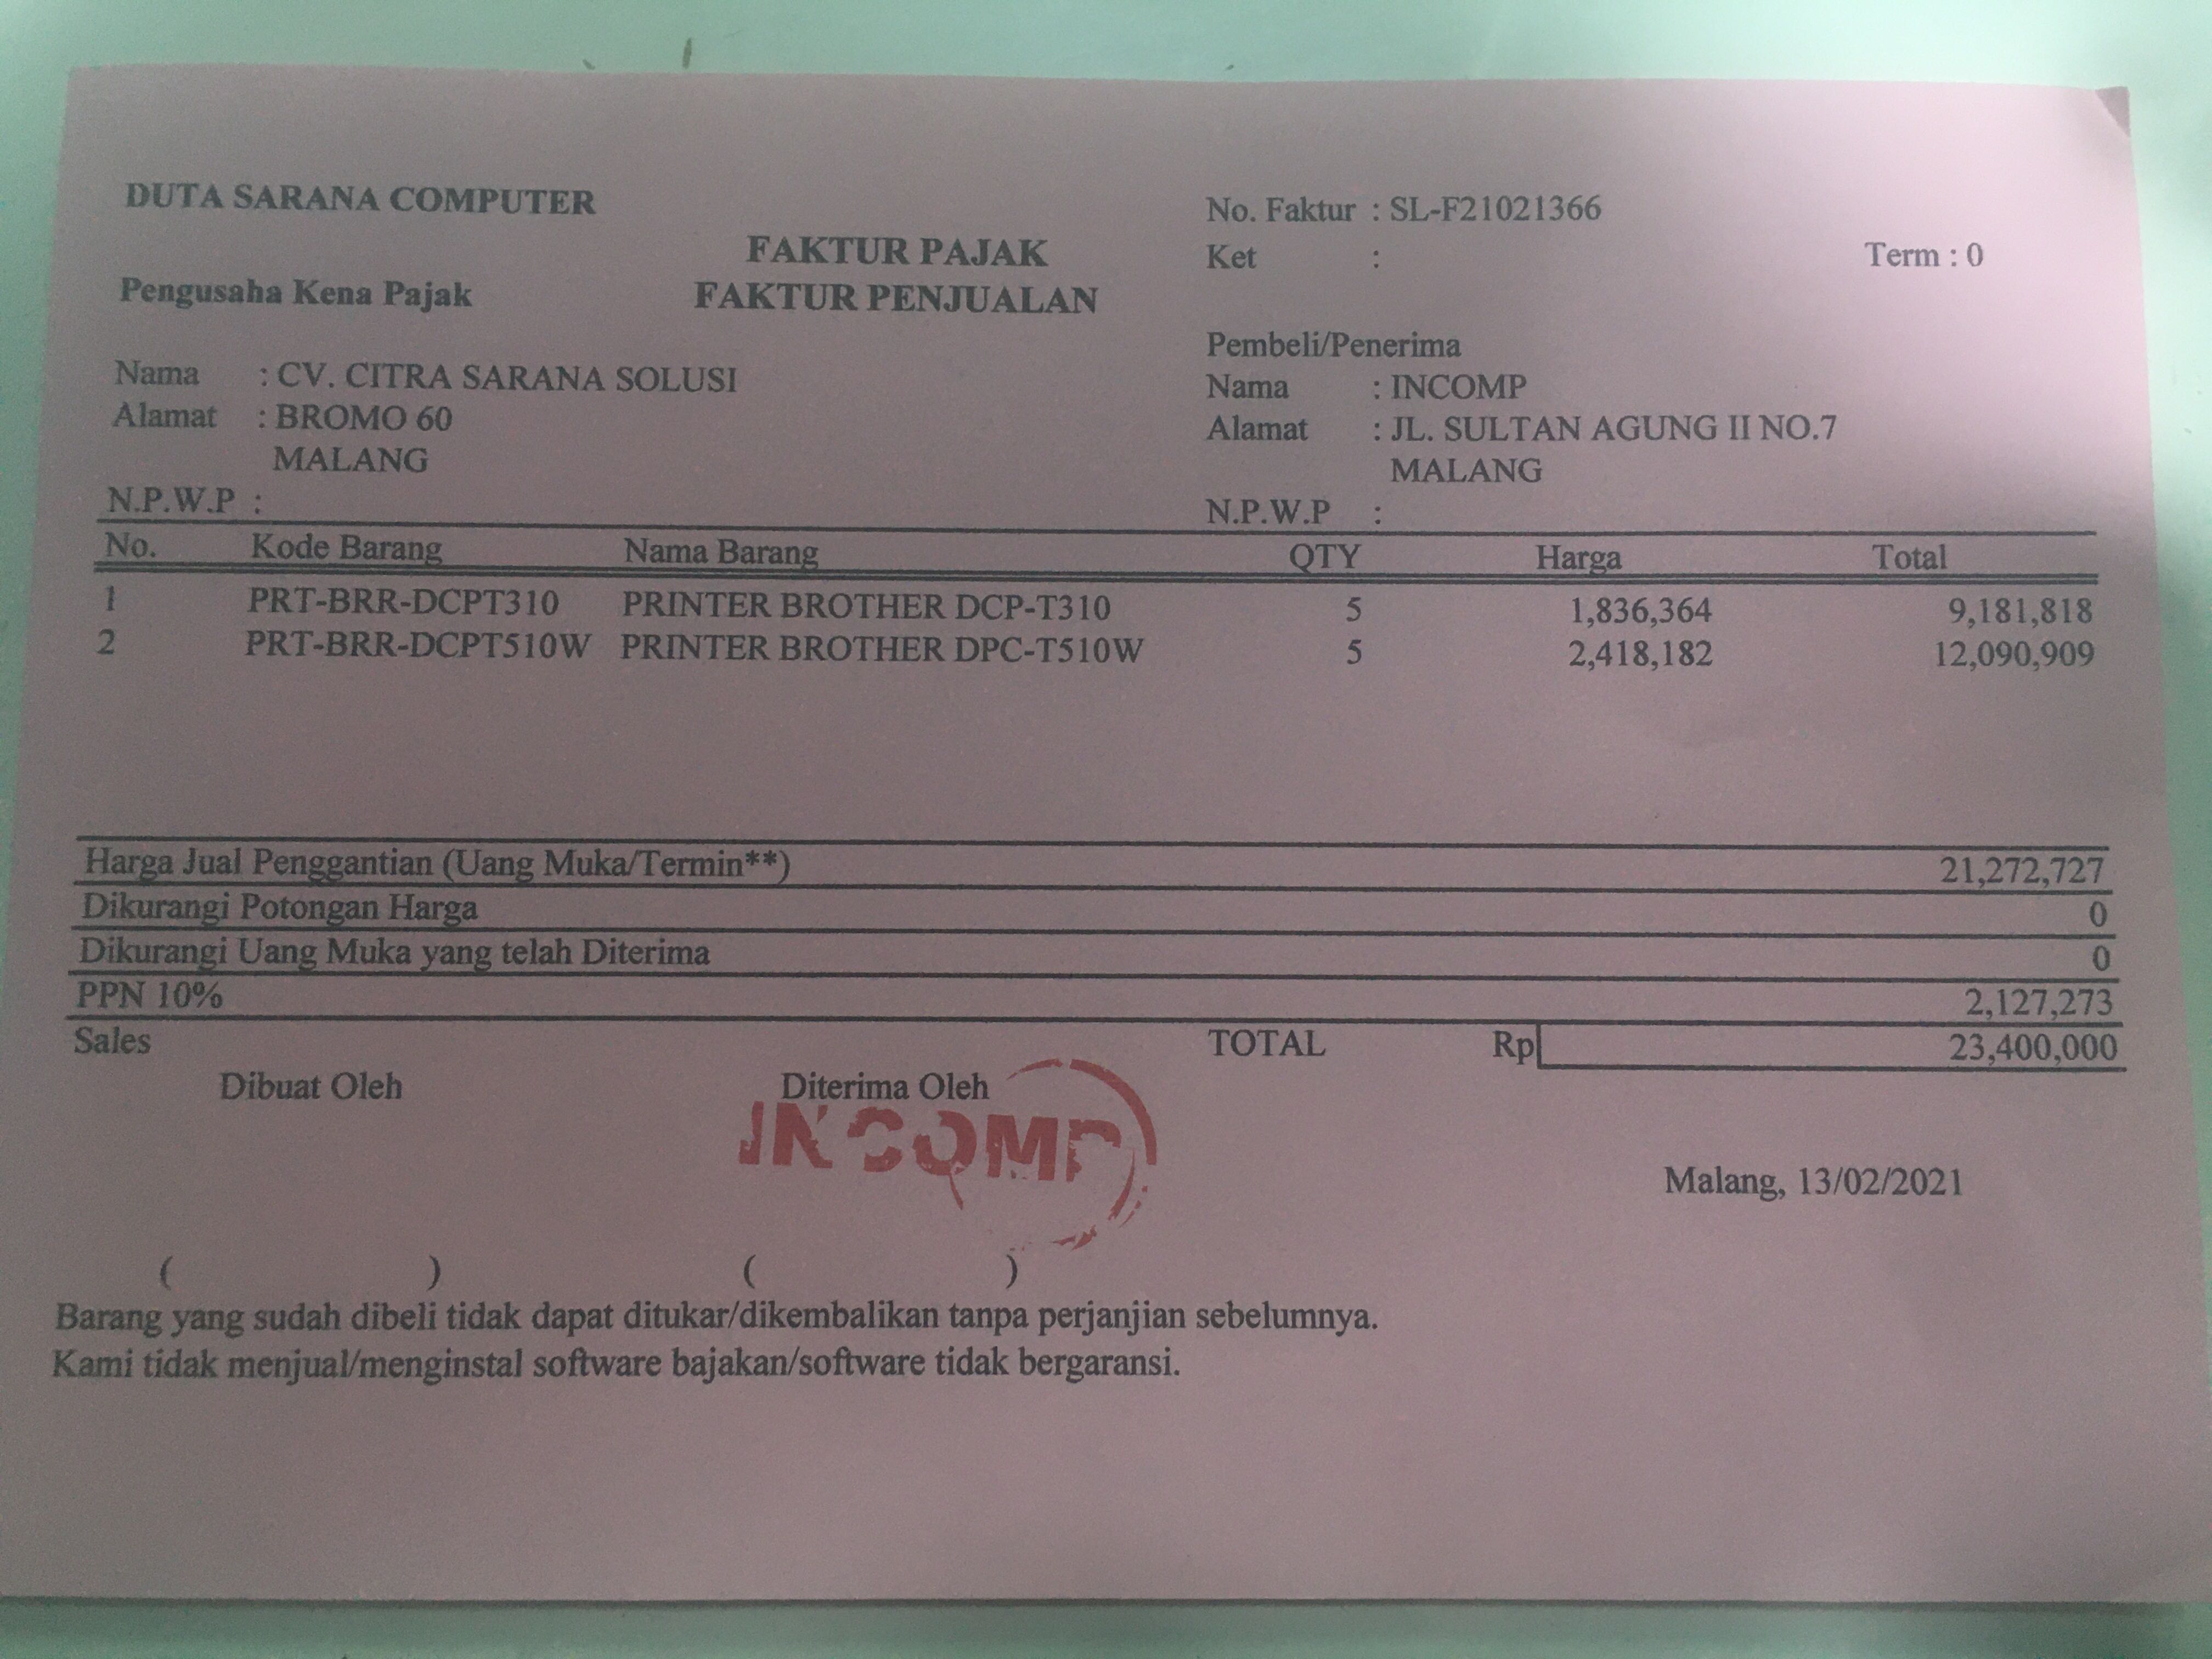 DUTA SARANA COMPUTER
No. Faktur : SL-F21021366
FAKTUR PAJAK
Ket : Term : 0
Pengusaha Kena Pajak
FAKTUR PENJUALAN
Pembeli/Penerima
Nama : CV. CITRA SARANA SOLUSI
Nama : INCOMP
Alamat : BROMO 60
Alamat : JL. SULTAN AGUNG II NO.7
MALANG
MALANG
N.P.W.P :
N.P.W.P :
No. Kode Barang Nama Barang QTY Harga Total
1 PRT-BRR-DCPT310 PRINTER BROTHER DCP-T310 5 1,836,364 9,181,818
2 PRT-BRR-DCPT510W PRINTER BROTHER DPC-T510W 5 2,418,182 12,090,909
Harga Jual Penggantian (Uang Muka/Termin**) 21,272,727
Dikurangi Potongan Harga 0
Dikurangi Uang Muka yang telah Diterima 0
PPN 10% 2,127,273
Sales TOTAL Rp 23,400,000
Dibuat Oleh Diterima Oleh
INCOMP
Malang, 13/02/2021
( ) ( )
Barang yang sudah dibeli tidak dapat ditukar/dikembalikan tanpa perjanjian sebelumnya.
Kami tidak menjual/menginstal software bajakan/software tidak bergaransi.